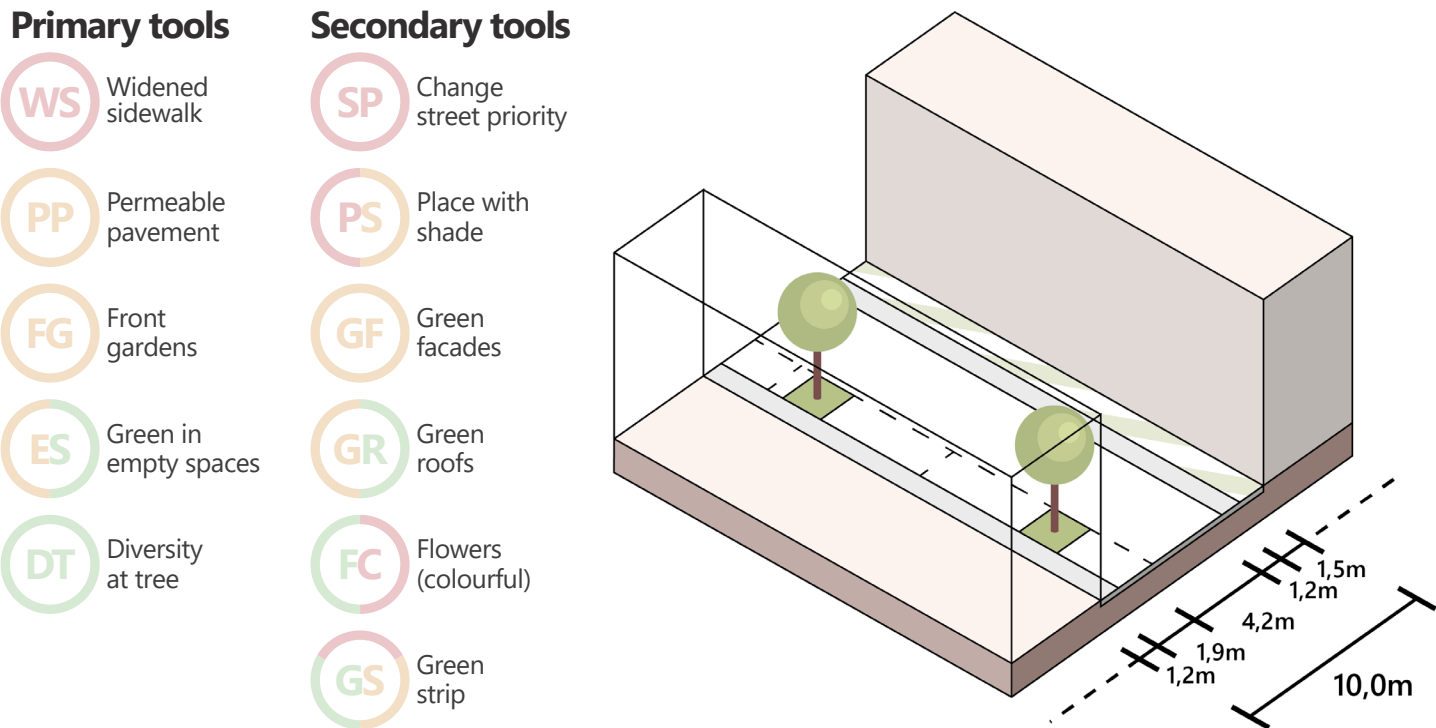 Primary tools
WS
Widened
sidewalk
PP
Permeable
pavement
FG
Front
gardens
ES
Green in
empty spaces
DT
Diversity
at tree
Secondary tools
SP
Change
street priority
PS
Place with
shade
GF
Green
facades
GR
Green
roofs
FC
Flowers
(colourful)
GS
Green
strip
1,5m
1,2m
4,2m
1,9m
1,2m
10,0m